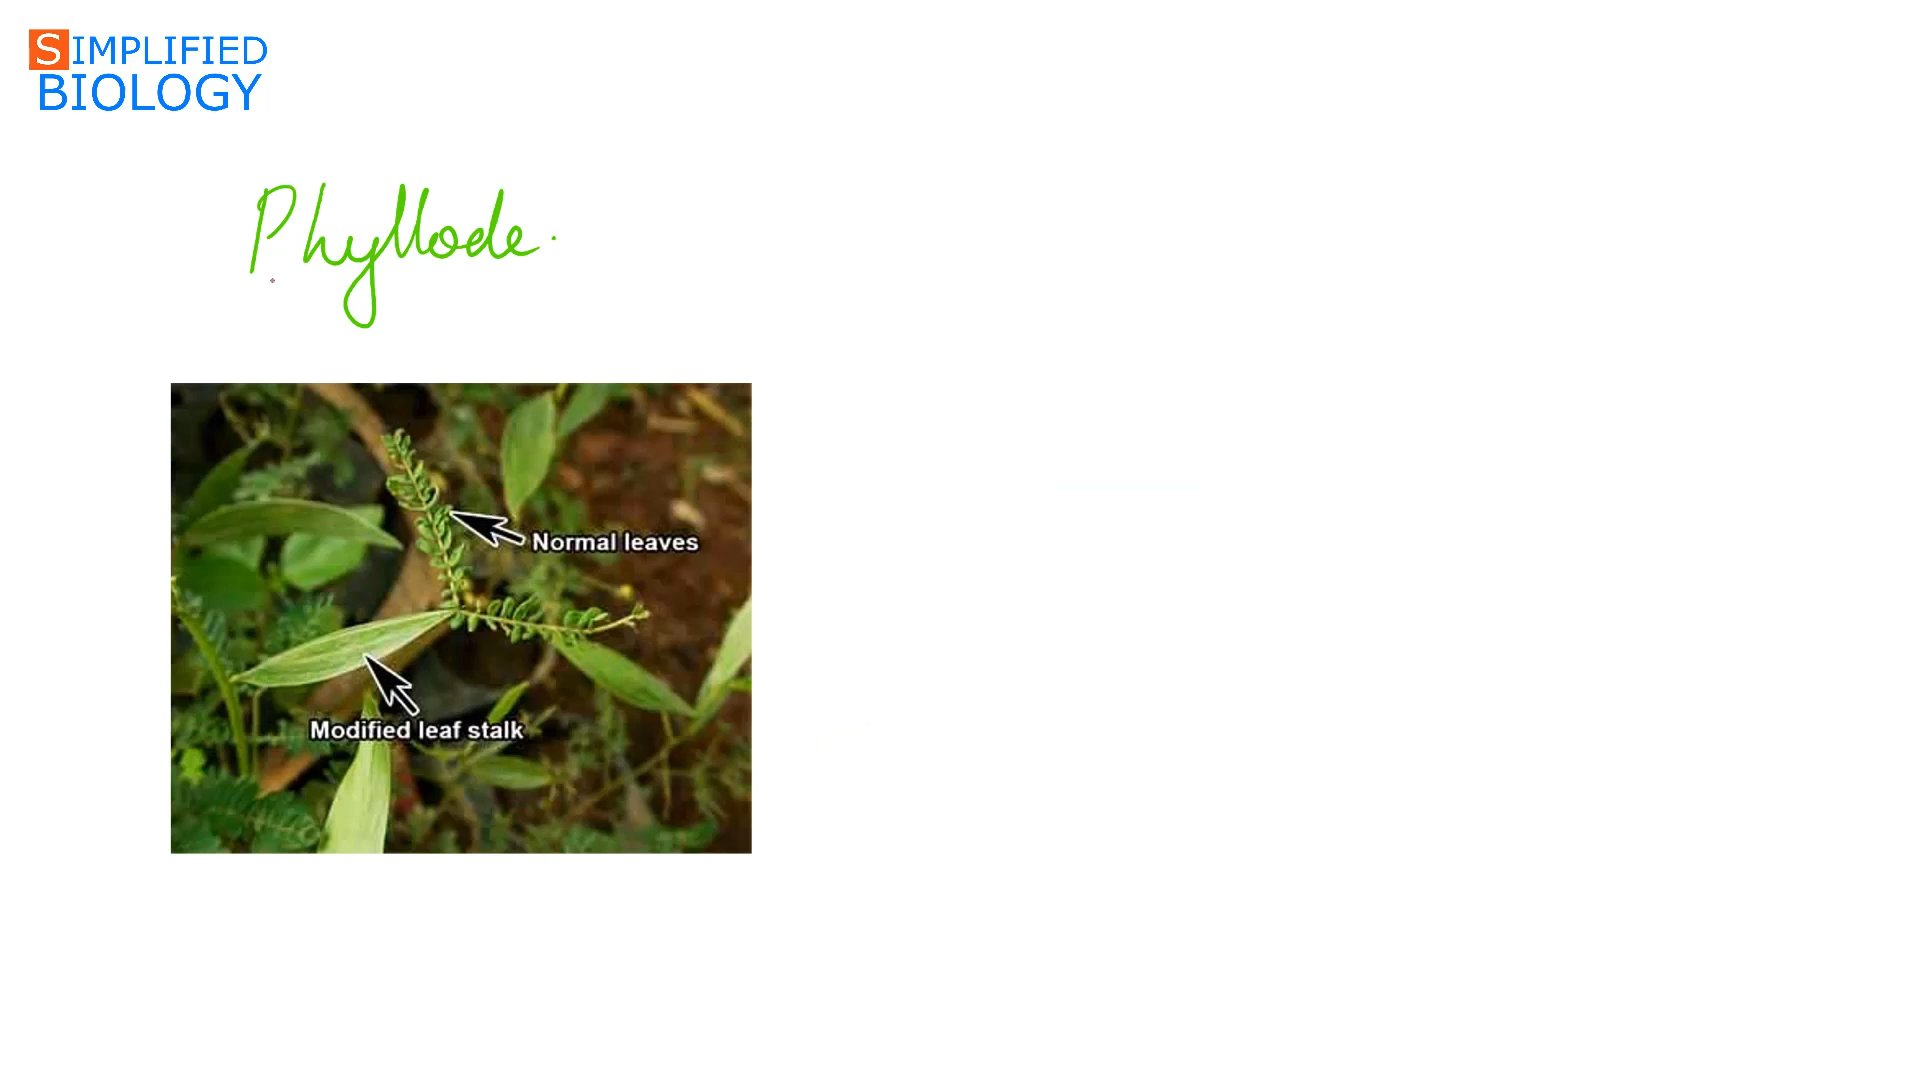 SIMPLIFIED
BIOLOGY
Phyllode.
Normal leaves
Modified leaf stalk